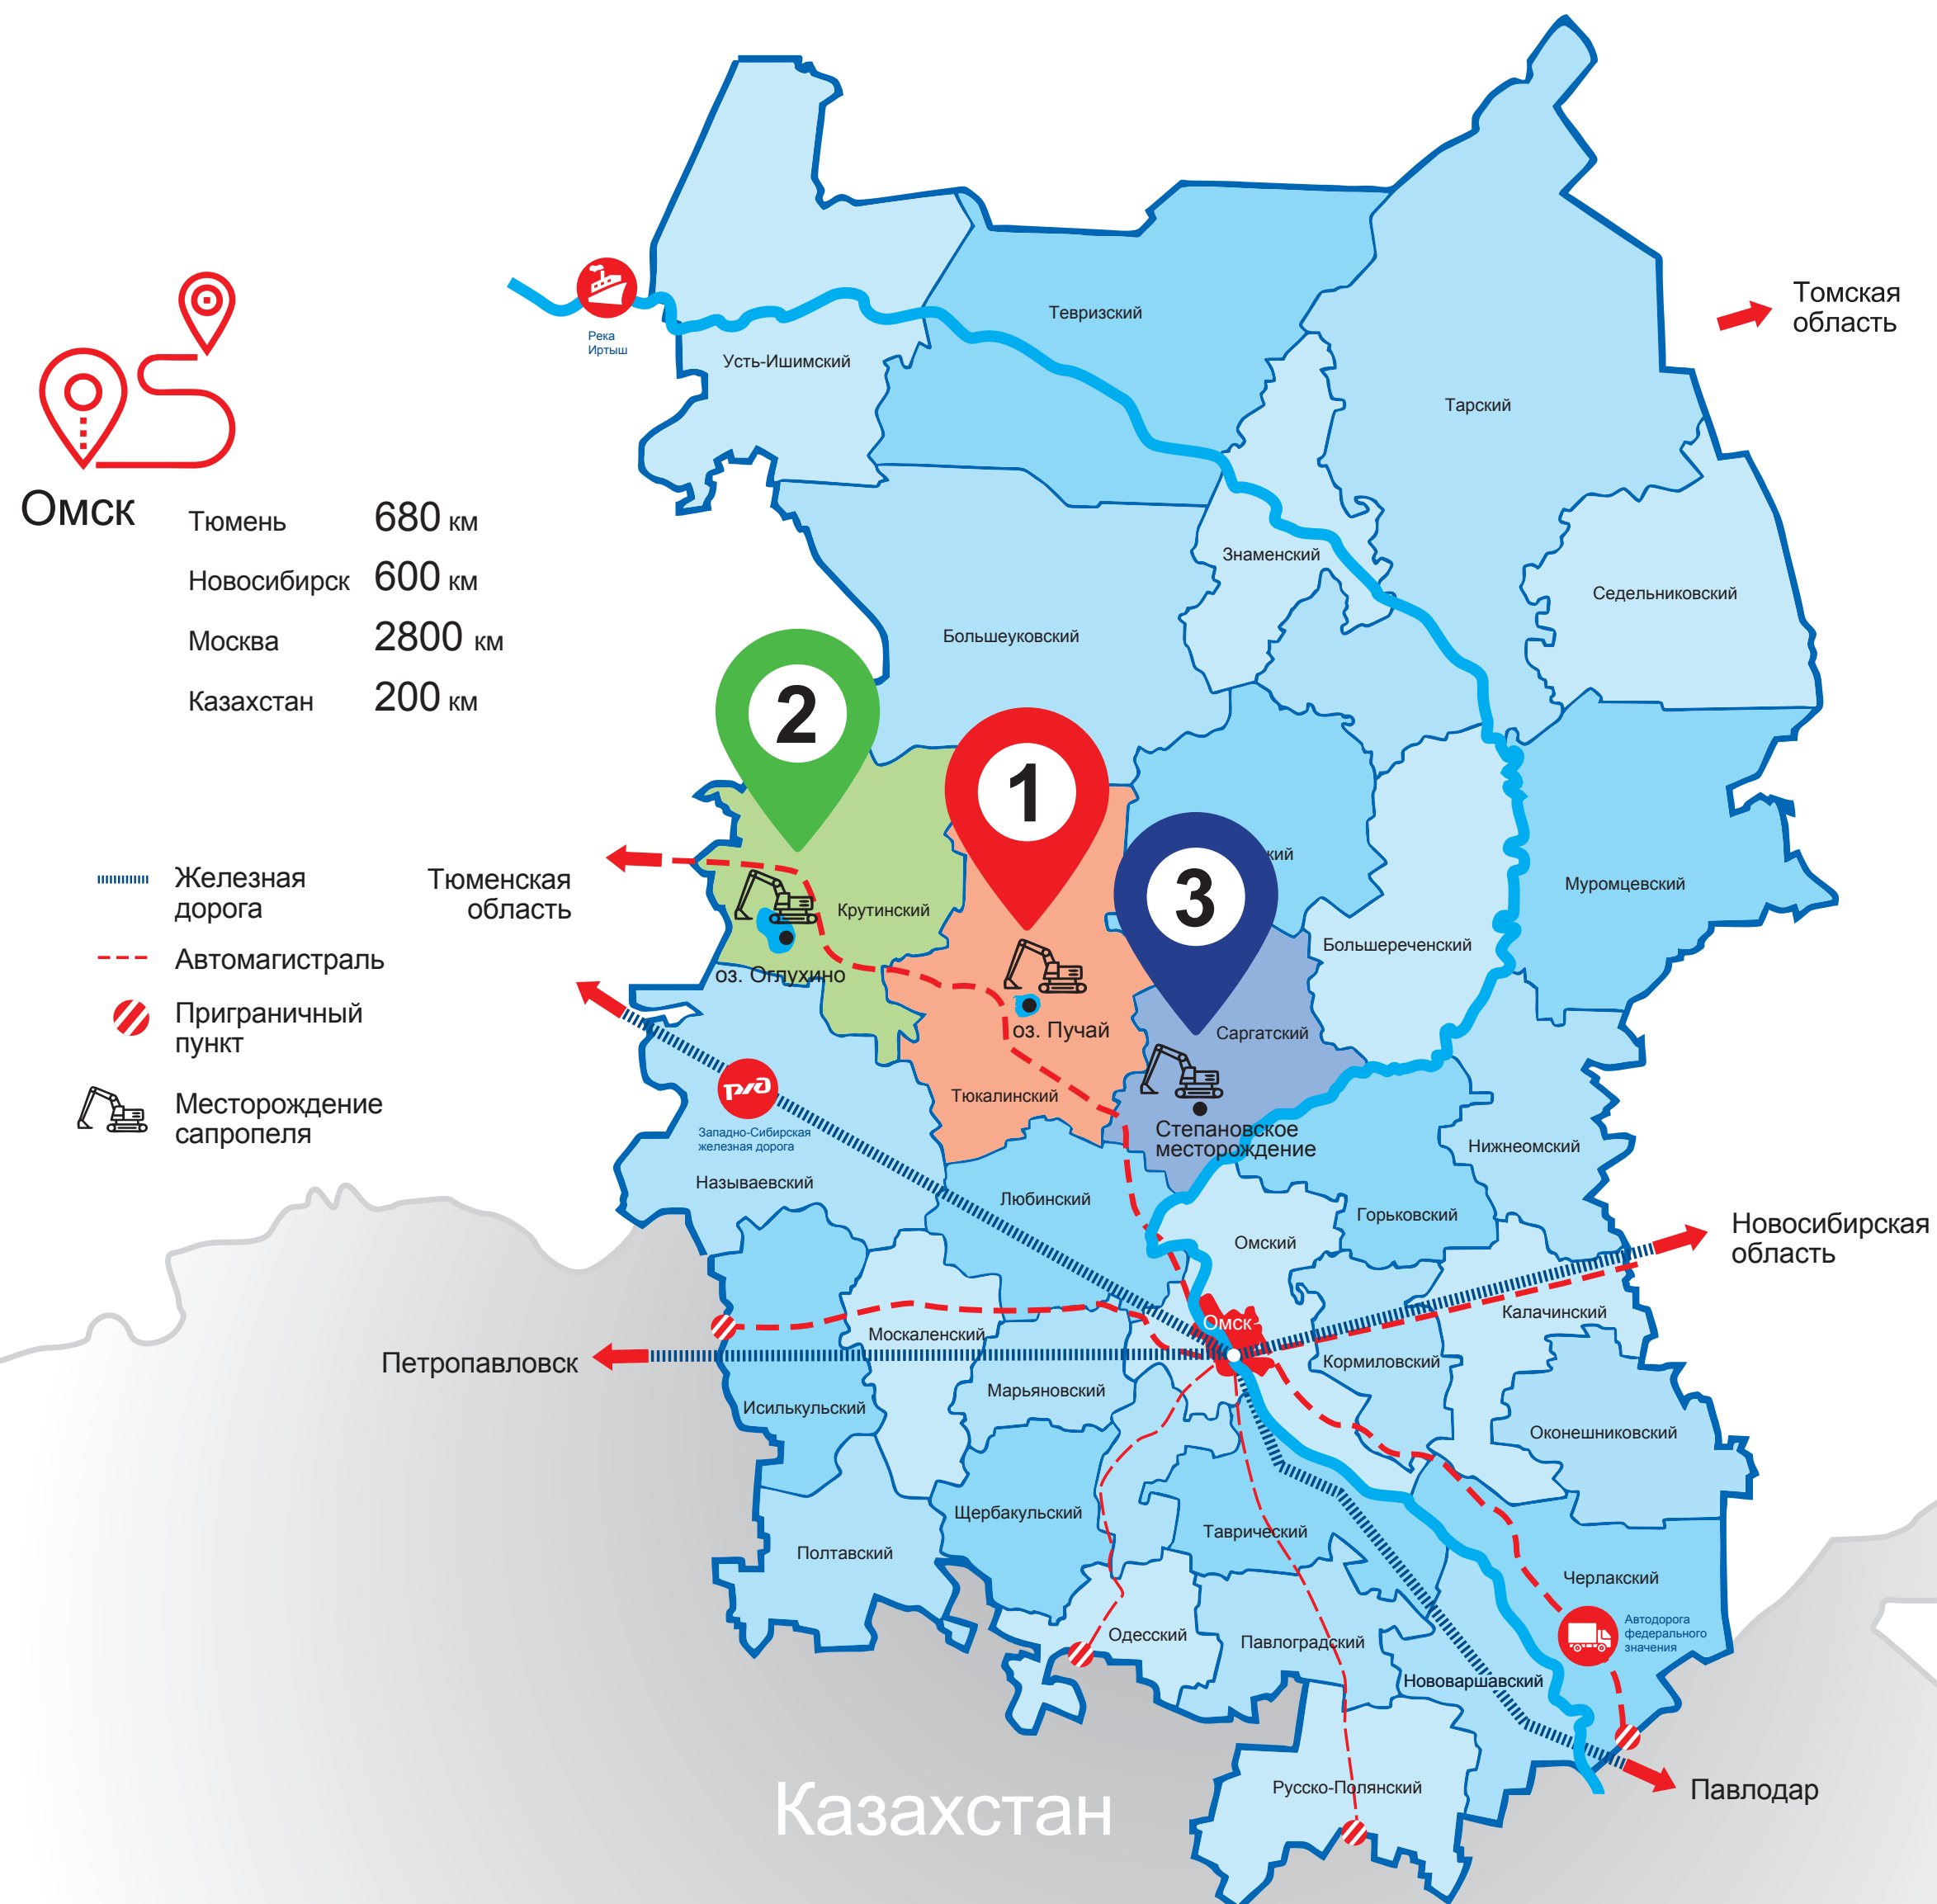 Омск
Тюмень 680 км
Новосибирск 600 км
Москва 2800 км
Казахстан 200 км
Железная
дорога
Автомагистраль
Приграничный
пункт
Месторождение
сапропеля
Река
Иртыш
Усть-Ишимский
Тевризский
Тарский
Томская
область
Знаменский
Седельниковский
Большеуковский
2
1
3
кий
Муромцевский
Тюменская
область
Крутинский
Большереченский
оз. Оглухино
оз. Пучай
Саргатский
Тюкалинский
ржд
Западно-Сибирская
железная дорога
Степановское
месторождение
Нижнеомский
Называевский
Любинский
Горьковский
Омский
Новосибирская
область
Омск
Калачинский
Москаленский
Петропавловск
Кормиловский
Марьяновский
Исилькульский
Оконешниковский
Щербакульский
Таврический
Полтавский
Черлакский
Автодорога
федерального
значения
Одесский
Павлоградский
Нововаршавский
Русско-Полянский
Павлодар
Казахстан